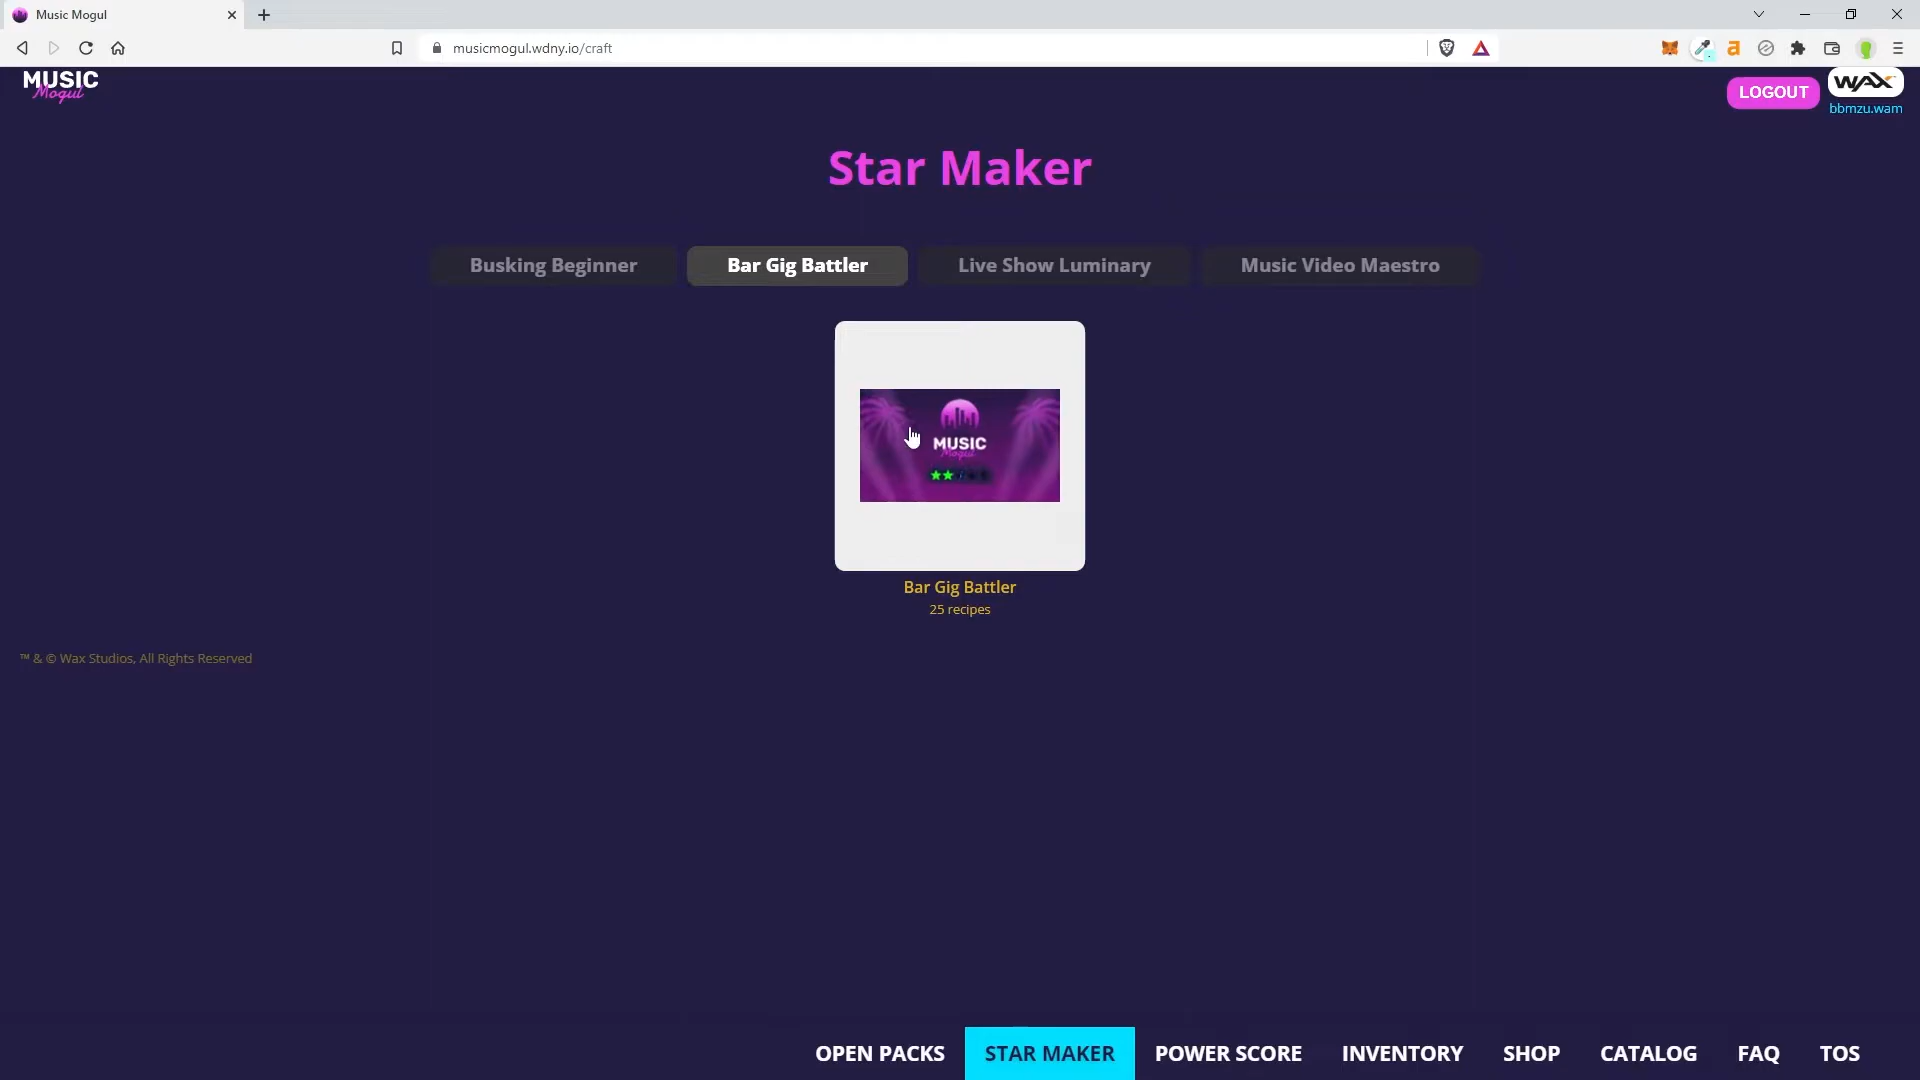 Music Mogul
musicmogul.wdny.io/craft
MUSIC
Mogul
LOGOUT
WAX
bbmzu.wam
Star Maker
Busking Beginner
Bar Gig Battler
Live Show Luminary
Music Video Maestro
MUSIC
Mogul
Bar Gig Battler
25 recipes
™ & © Wax Studios, All Rights Reserved
OPEN PACKS
STAR MAKER
POWER SCORE
INVENTORY
SHOP
CATALOG
FAQ
TOS